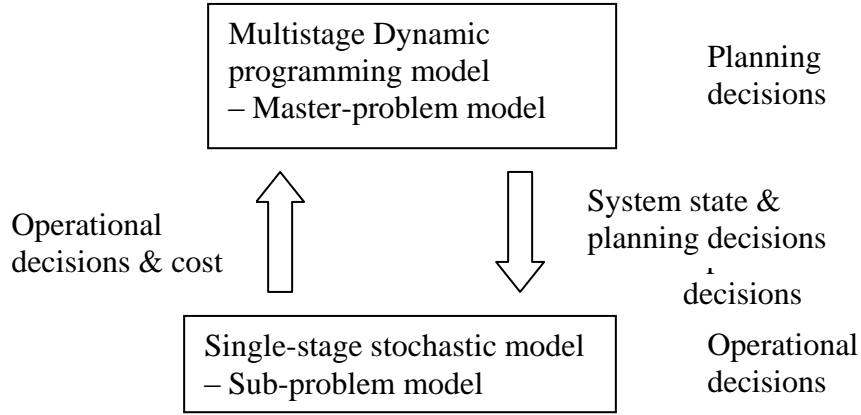 Multistage Dynamic
programming model
– Master-problem model
Planning
decisions
Operational
decisions & cost
System state &
planning decisions
decisions
Single-stage stochastic model
– Sub-problem model
Operational
decisions